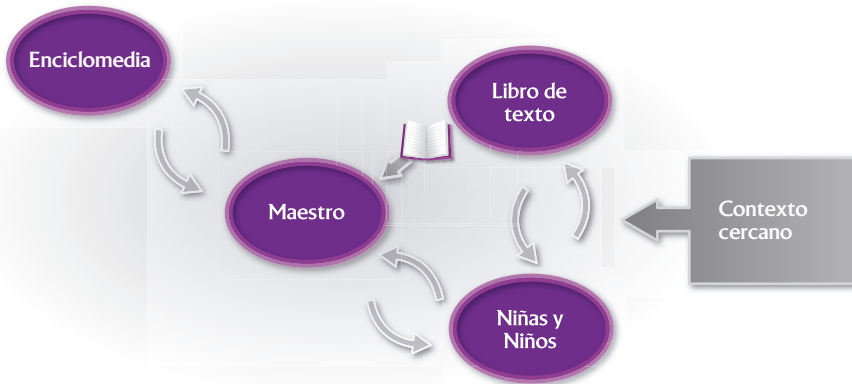 Enciclomedia
Libro de
texto
Maestro
Contexto
cercano
Niñas y
Niños